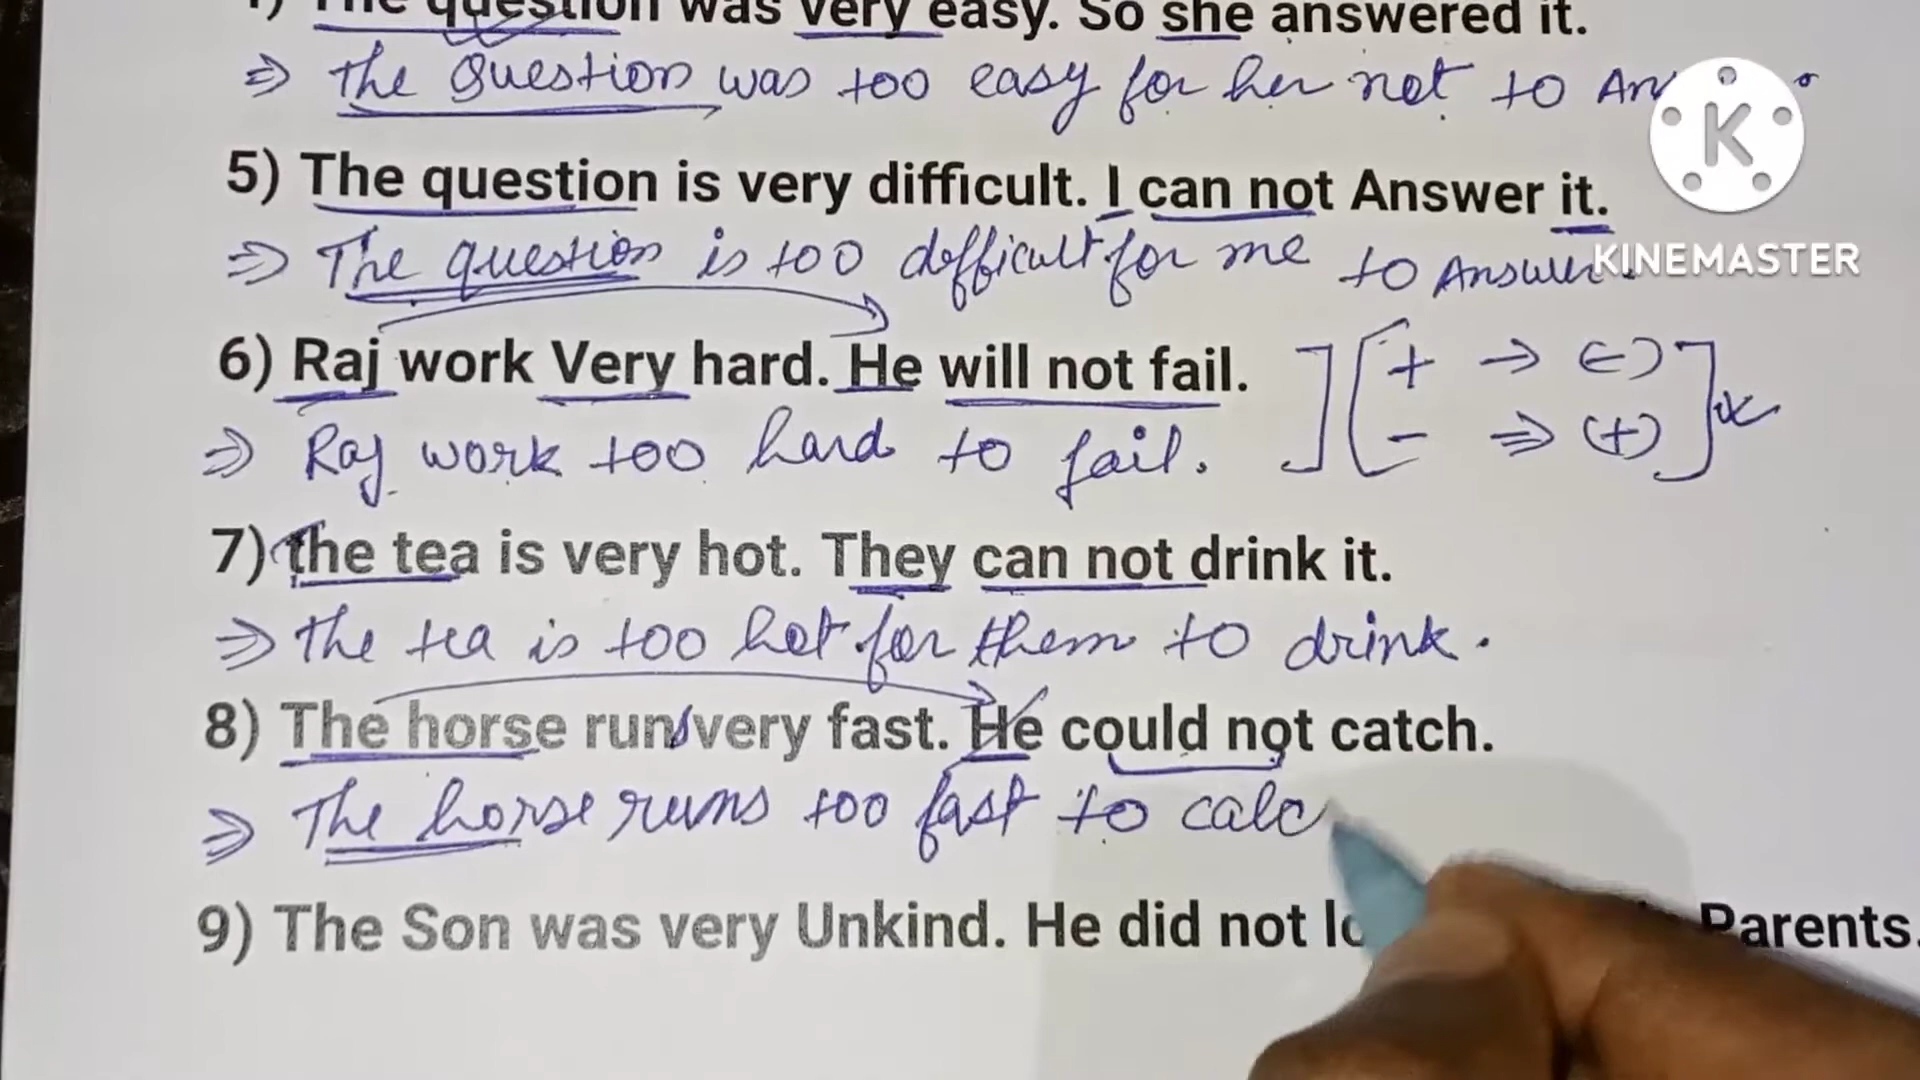 The question was very easy. So she answered it.
⇒ The question was too easy for her not to
5) The question is very difficult. I can not Answer it.
⇒ The question is too defficult for me to Answer.
KINEMASTER
6) Raj work Very hard. He will not fail.
⇒ Raj work too hard to fail.
+ → (-)
- ⇒ (+)
7) the tea is very hot. They can not drink it.
⇒ the tea is too hot for them to drink.
8) The horse runs very fast. He could not catch.
⇒ The horse runs too fast to
9) The Son was very Unkind. He did not Parents.